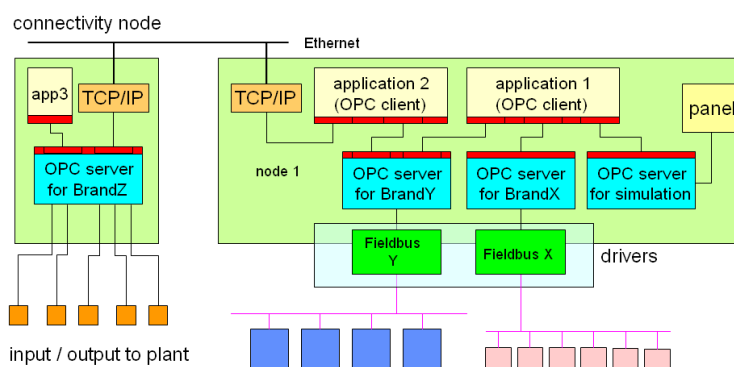 connectivity node
Ethernet
app3
TCP/IP
OPC server
for BrandZ
input / output to plant
TCP/IP
application 2
(OPC client)
application 1
(OPC client)
panel
node 1
OPC server
for BrandY
OPC server
for BrandX
OPC server
for simulation
Fieldbus
Y
Fieldbus X
drivers